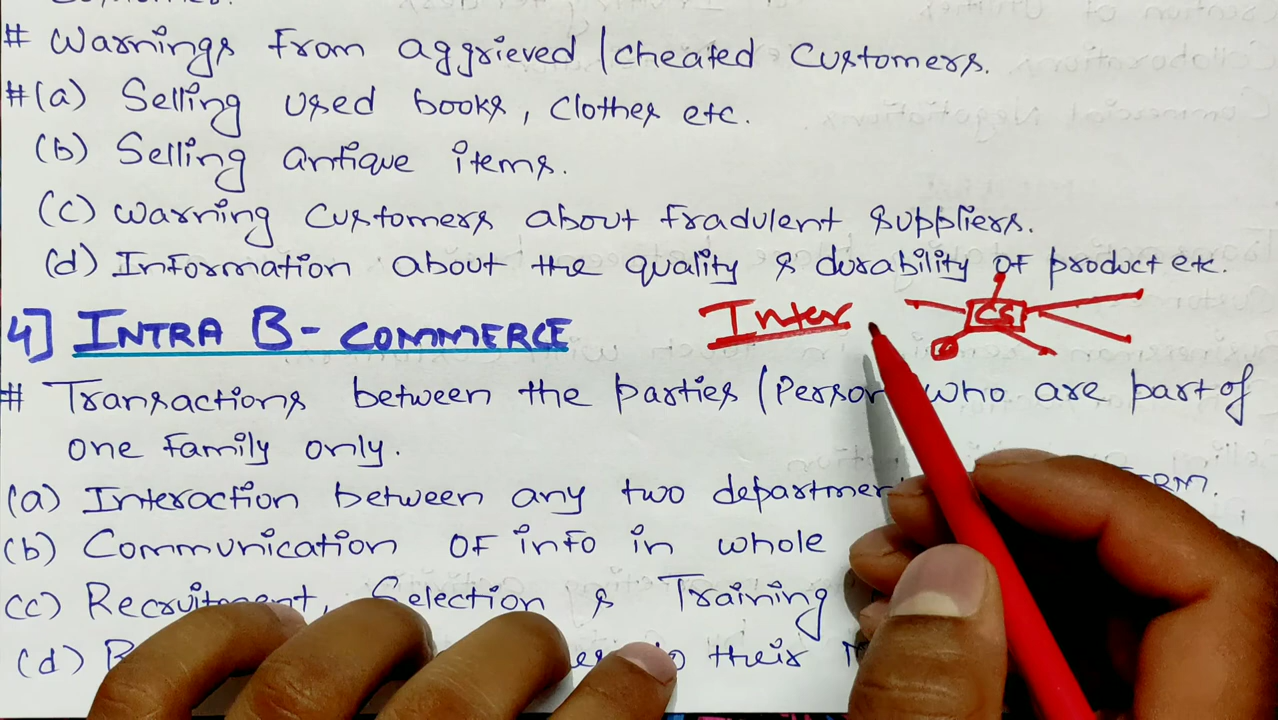 # Warnings from aggrieved / cheated customers.
# (a) Selling used books, clothes etc.
(b) Selling antique items.
(c) Warning customers about fradulent suppliers.
(d) Information about the quality & durability of product etc.
4] INTRA B-COMMERCE Inter CS
# Transactions between the parties (Person who are part of
one family only.
(a) Interaction between any two
(b) Communication of info in whole
(c) Selection & Training
(d) to their